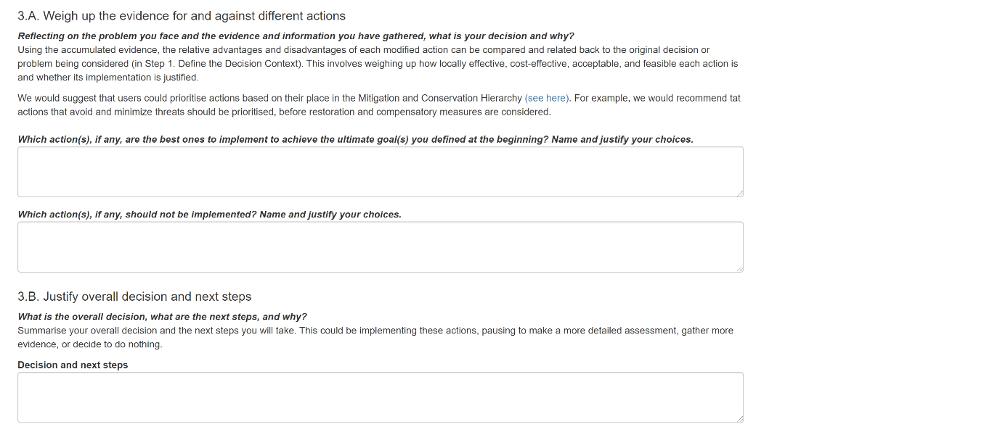 3.A. Weigh up the evidence for and against different actions
Reflecting on the problem you face and the evidence and information you have gathered, what is your decision and why?
Using the accumulated evidence, the relative advantages and disadvantages of each modified action can be compared and related back to the original decision or
problem being considered (in Step 1. Define the Decision Context). This involves weighing up how locally effective, cost-effective, acceptable, and feasible each action is
and whether its implementation is justified.
We would suggest that users could prioritise actions based on their place in the Mitigation and Conservation Hierarchy (see here). For example, we would recommend tat
actions that avoid and minimize threats should be prioritised, before restoration and compensatory measures are considered.
Which action(s), if any, are the best ones to implement to achieve the ultimate goal(s) you defined at the beginning? Name and justify your choices.
Which action(s), if any, should not be implemented? Name and justify your choices.
3.B. Justify overall decision and next steps
What is the overall decision, what are the next steps, and why?
Summarise your overall decision and the next steps you will take. This could be implementing these actions, pausing to make a more detailed assessment, gather more
evidence, or decide to do nothing.
Decision and next steps